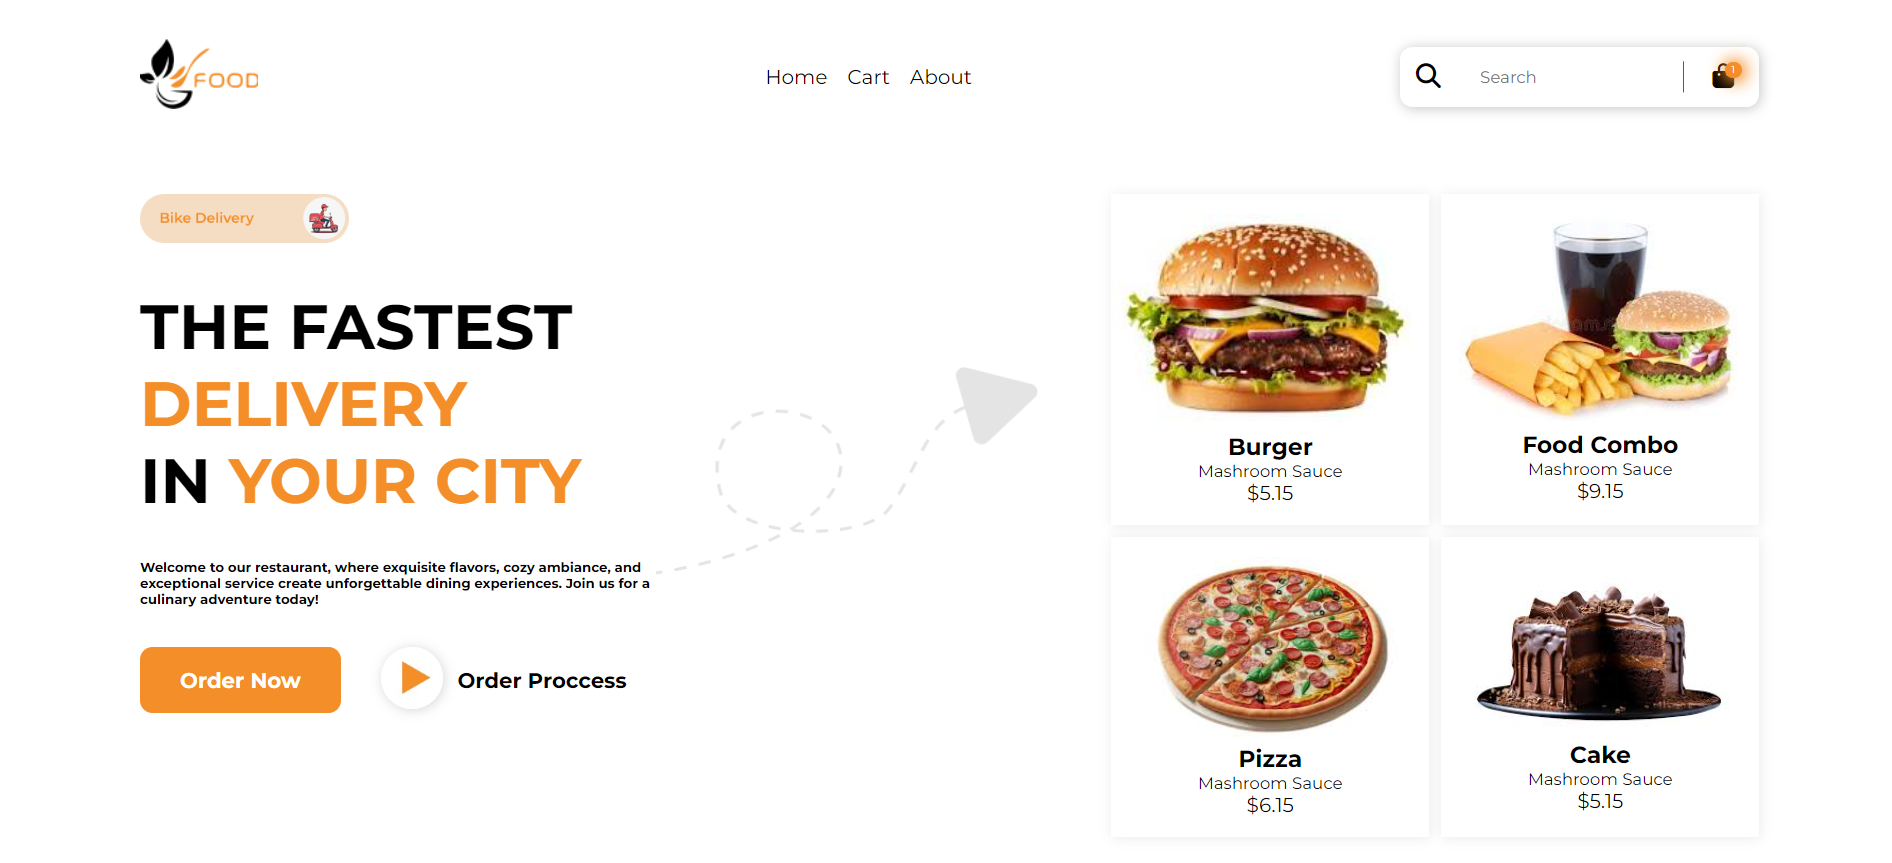 FOOD
Home Cart About
Search
1
Bike Delivery
THE FASTEST
DELIVERY
IN YOUR CITY
Welcome to our restaurant, where exquisite flavors, cozy ambiance, and
exceptional service create unforgettable dining experiences. Join us for a
culinary adventure today!
Order Now
Order Proccess
Burger
Mashroom Sauce
$5.15
Food Combo
Mashroom Sauce
$9.15
Pizza
Mashroom Sauce
$6.15
Cake
Mashroom Sauce
$5.15